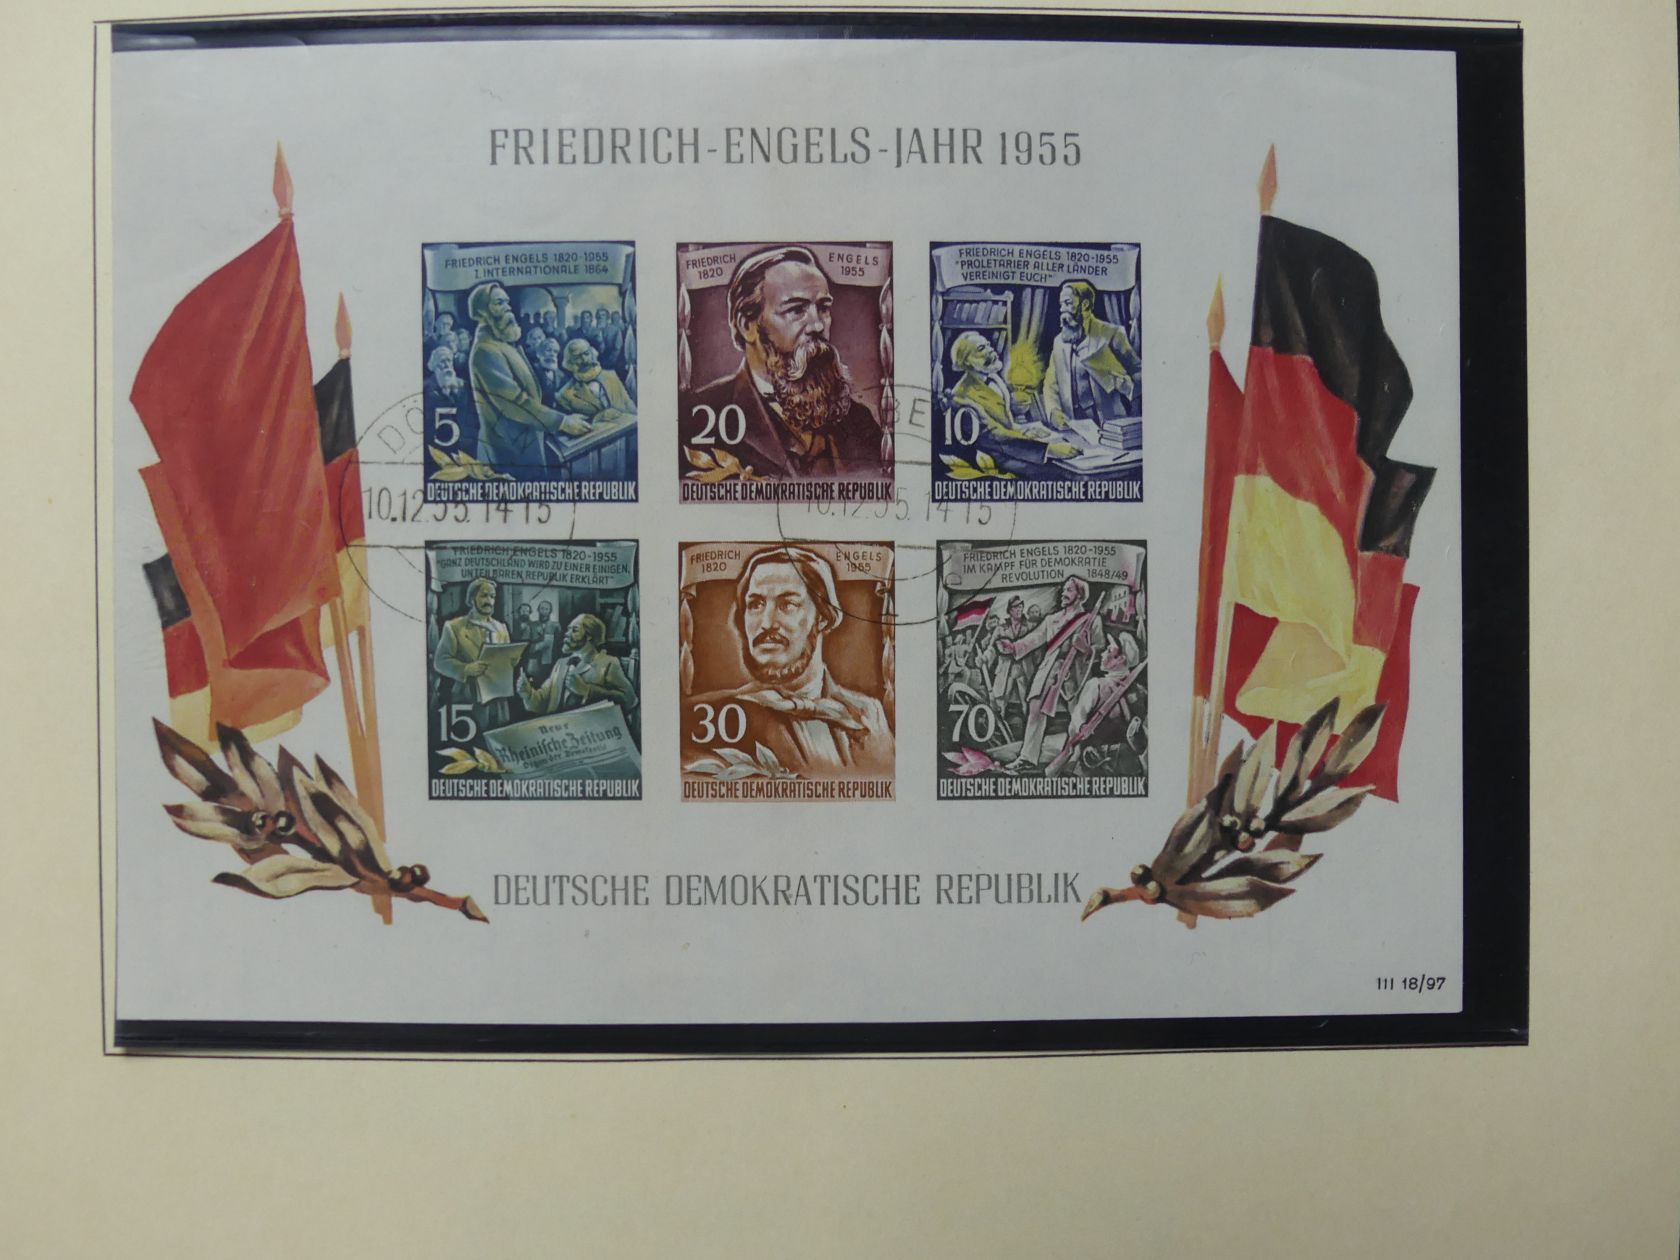 FRIEDRICH-ENGELS-JAHR 1955
FRIEDRICH ENGELS 1820-1955
I. INTERNATIONALE 1864
5
DEUTSCHE DEMOKRATISCHE REPUBLIK
FRIEDRICH ENGELS
1820 1955
20
DEUTSCHE DEMOKRATISCHE REPUBLIK
FRIEDRICH ENGELS 1820-1955
"PROLETARIER ALLER LÄNDER
VEREINIGT EUCH"
10
DEUTSCHE DEMOKRATISCHE REPUBLIK
10.12.55. 14-15
10.12.55. 14-15
FRIEDRICH ENGELS 1820-1955
"GANZ DEUTSCHLAND WIRD ZU EINER EINIGEN,
UNTEILBAREN REPUBLIK ERKLÄRT"
Neue
Rheinische Zeitung
Organ der Demokratie
15
DEUTSCHE DEMOKRATISCHE REPUBLIK
FRIEDRICH ENGELS
1820 1955
30
DEUTSCHE DEMOKRATISCHE REPUBLIK
FRIEDRICH ENGELS 1820-1955
IM KAMPF FÜR DEMOKRATIE
REVOLUTION 1848/49
70
DEUTSCHE DEMOKRATISCHE REPUBLIK
DEUTSCHE DEMOKRATISCHE REPUBLIK
III 18/97